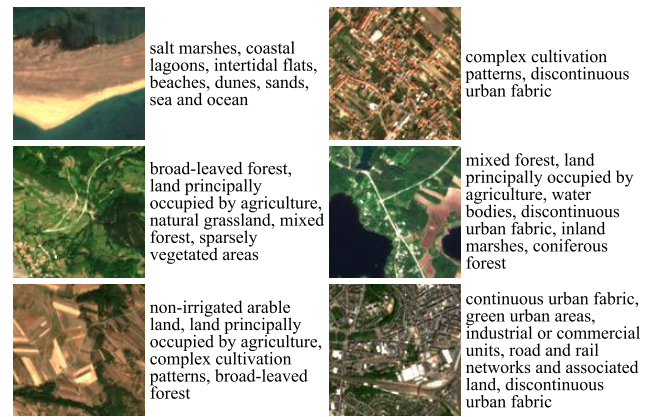 salt marshes, coastal
lagoons, intertidal flats,
beaches, dunes, sands,
sea and ocean
complex cultivation
patterns, discontinuous
urban fabric
broad-leaved forest,
land principally
occupied by agriculture,
natural grassland, mixed
forest, sparsely
vegetated areas
mixed forest, land
principally occupied by
agriculture, water
bodies, discontinuous
urban fabric, inland
marshes, coniferous
forest
non-irrigated arable
land, land principally
occupied by agriculture,
complex cultivation
patterns, broad-leaved
forest
continuous urban fabric,
green urban areas,
industrial or commercial
units, road and rail
networks and associated
land, discontinuous
urban fabric